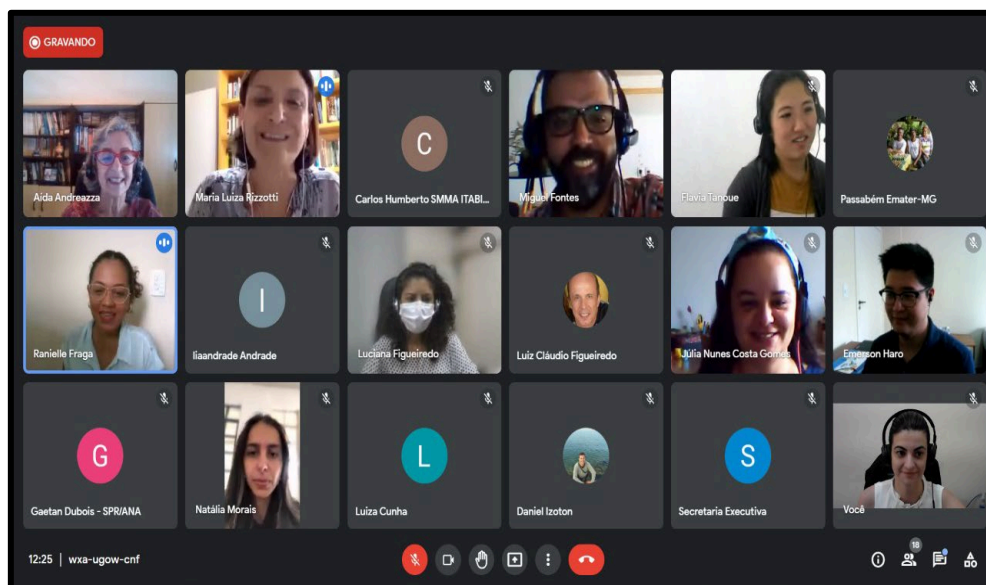 GRAVANDO
Aída Andreazza
Maria Luiza Rizzotti
C
Carlos Humberto SMMA ITABI...
Miguel Fontes
Flavia Tanoue
Passabém Emater-MG
Ranielle Fraga
I
liaandrade Andrade
Luciana Figueiredo
Luiz Cláudio Figueiredo
Júlia Nunes Costa Gomes
Emerson Haro
G
Gaetan Dubois - SPR/ANA
Natália Morais
L
Luiza Cunha
Daniel Izoton
S
Secretaria Executiva
Você
12:25 | wxa-ugow-cnf
18